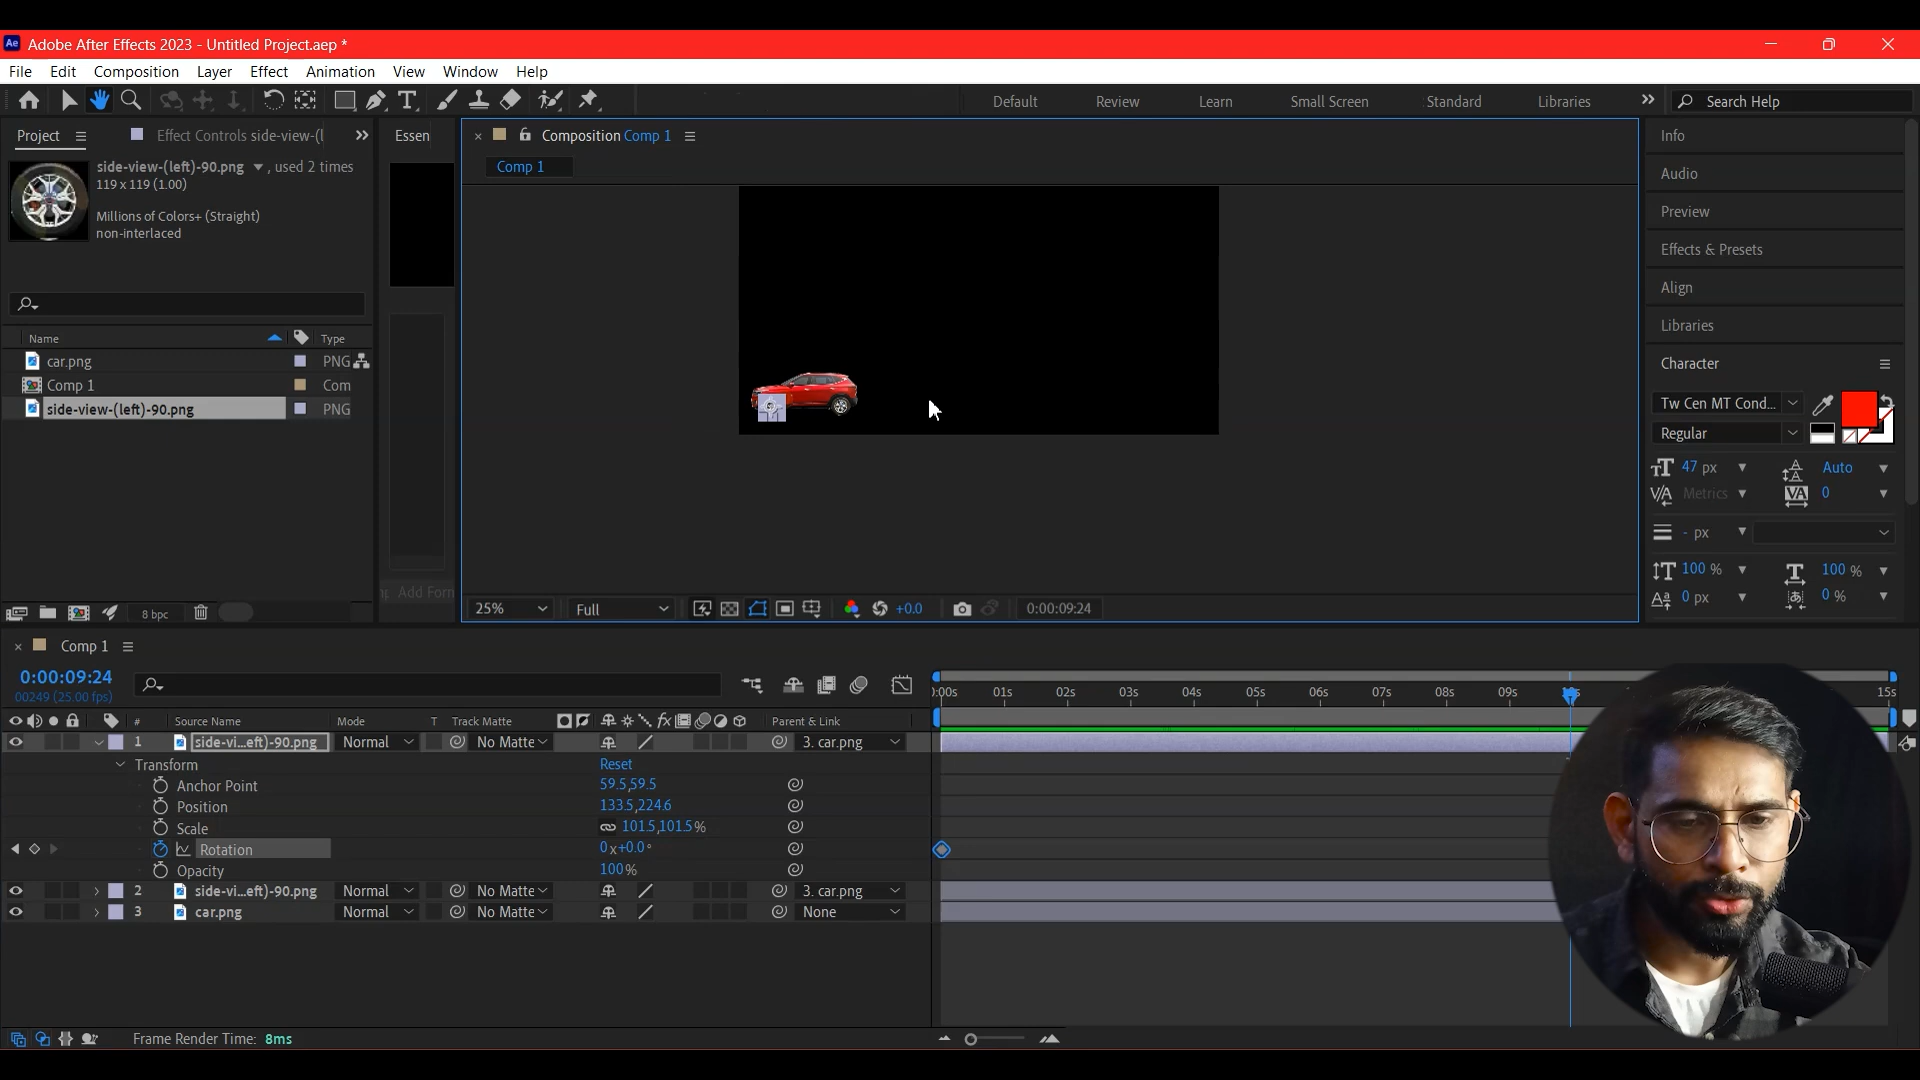 Adobe After Effects 2023 - Untitled Project.aep *
File Edit Composition Layer Effect Animation View Window Help
Default Review Learn Small Screen Standard Libraries Search Help
Project Effect Controls side-view-(l Essen Composition Comp 1 Info
Comp 1
side-view-(left)-90.png , used 2 times
119 x 119 (1.00)
Millions of Colors+ (Straight)
non-interlaced
Audio
Preview
Effects & Presets
Align
Libraries
Character
Name Type
car.png PNG
Comp 1 Com
side-view-(left)-90.png PNG
Tw Cen MT Cond...
Regular
47 px Auto
Metrics 0
- px
100 % 100 %
0 px 0 %
Add Forn
8 bpc
25% Full +0.0 0:00:09:24
Comp 1
0:00:09:24
00249 (25.00 fps)
:00s 01s 02s 03s 04s 05s 06s 07s 08s 09s 15s
# Source Name Mode T Track Matte Parent & Link
1 side-vi...eft)-90.png Normal No Matte 3. car.png
Transform Reset
Anchor Point 59.5,59.5
Position 133.5,224.6
Scale 101.5,101.5%
Rotation 0x+0.0°
Opacity 100%
2 side-vi...eft)-90.png Normal No Matte 3. car.png
3 car.png Normal No Matte None
Frame Render Time: 8ms